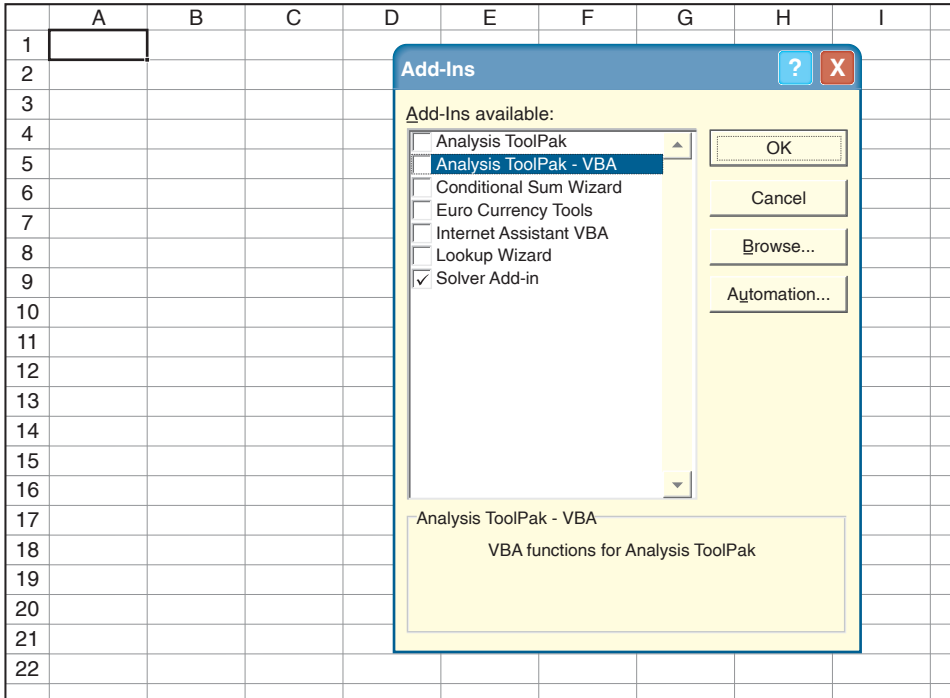 A B C D E F G H I
1
2
3
4
5
6
7
8
9
10
11
12
13
14
15
16
17
18
19
20
21
22
Add-Ins ? X
Add-Ins available:
Analysis ToolPak
Analysis ToolPak - VBA
Conditional Sum Wizard
Euro Currency Tools
Internet Assistant VBA
Lookup Wizard
Solver Add-in
OK
Cancel
Browse...
Automation...
Analysis ToolPak - VBA
VBA functions for Analysis ToolPak